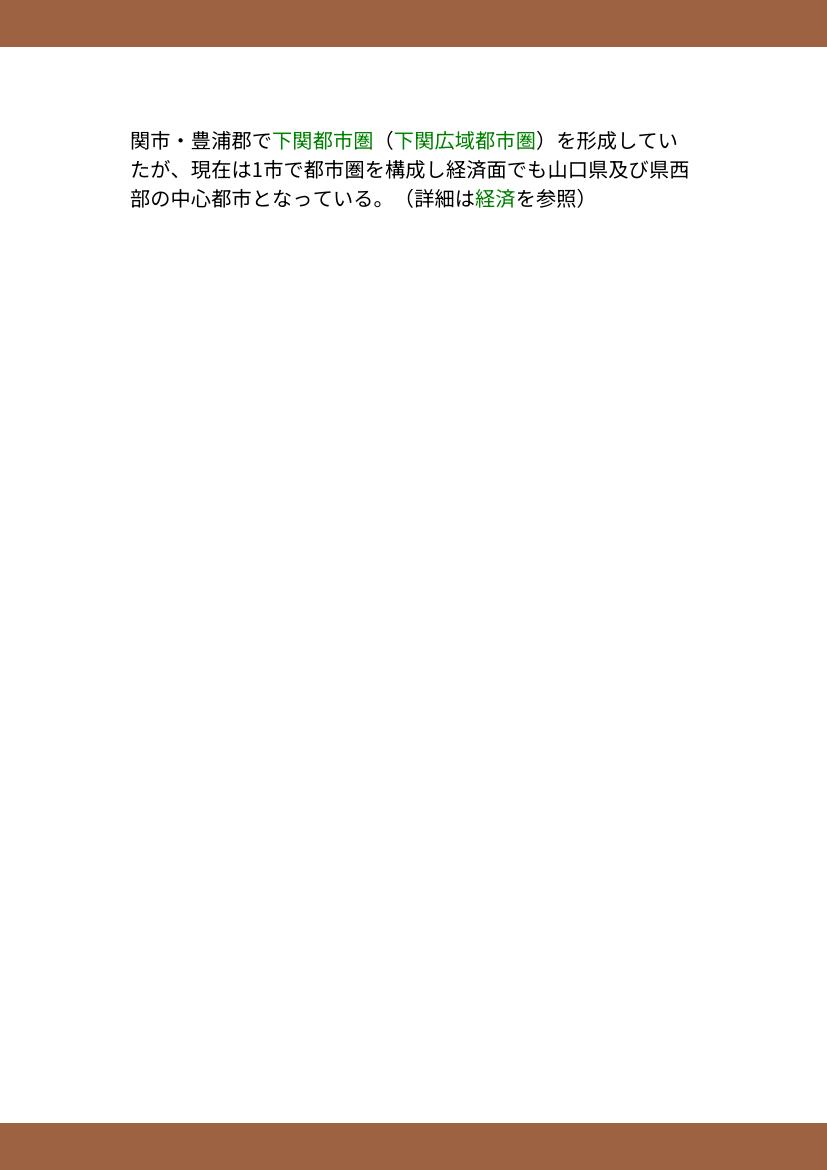 関市・豊浦郡で下関都市圏（下関広域都市圏）を形成してい
たが、現在は1市で都市圏を構成し経済面でも山口県及び県西
部の中心都市となっている。（詳細は経済を参照）